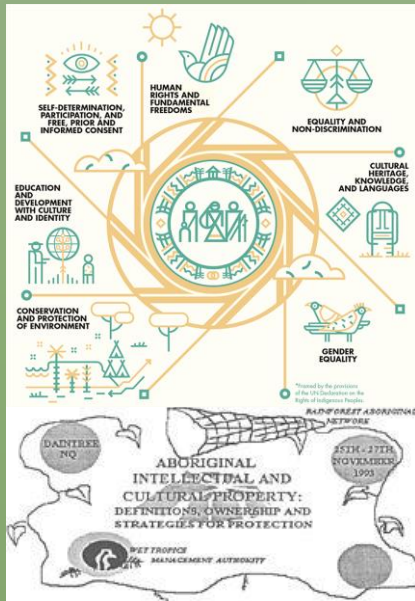 HUMAN
RIGHTS AND
FUNDAMENTAL
FREEDOMS
SELF-DETERMINATION,
PARTICIPATION, AND
FREE, PRIOR AND
INFORMED CONSENT
EQUALITY AND
NON-DISCRIMINATION
CULTURAL
HERITAGE,
KNOWLEDGE,
AND LANGUAGES
EDUCATION
AND
DEVELOPMENT
WITH CULTURE
AND IDENTITY
CONSERVATION
AND PROTECTION
OF ENVIRONMENT
GENDER
EQUALITY
*Framed by the provisions
of the UN Declaration on the
Rights of Indigenous Peoples
RAINFOREST ABORIGINAL
NETWORK
DAINTREE
NQ
25TH - 27TH
NOVEMBER
1993
ABORIGINAL
INTELLECTUAL AND
CULTURAL PROPERTY:
DEFINITIONS, OWNERSHIP AND
STRATEGIES FOR PROTECTION
WET TROPICS
MANAGEMENT AUTHORITY